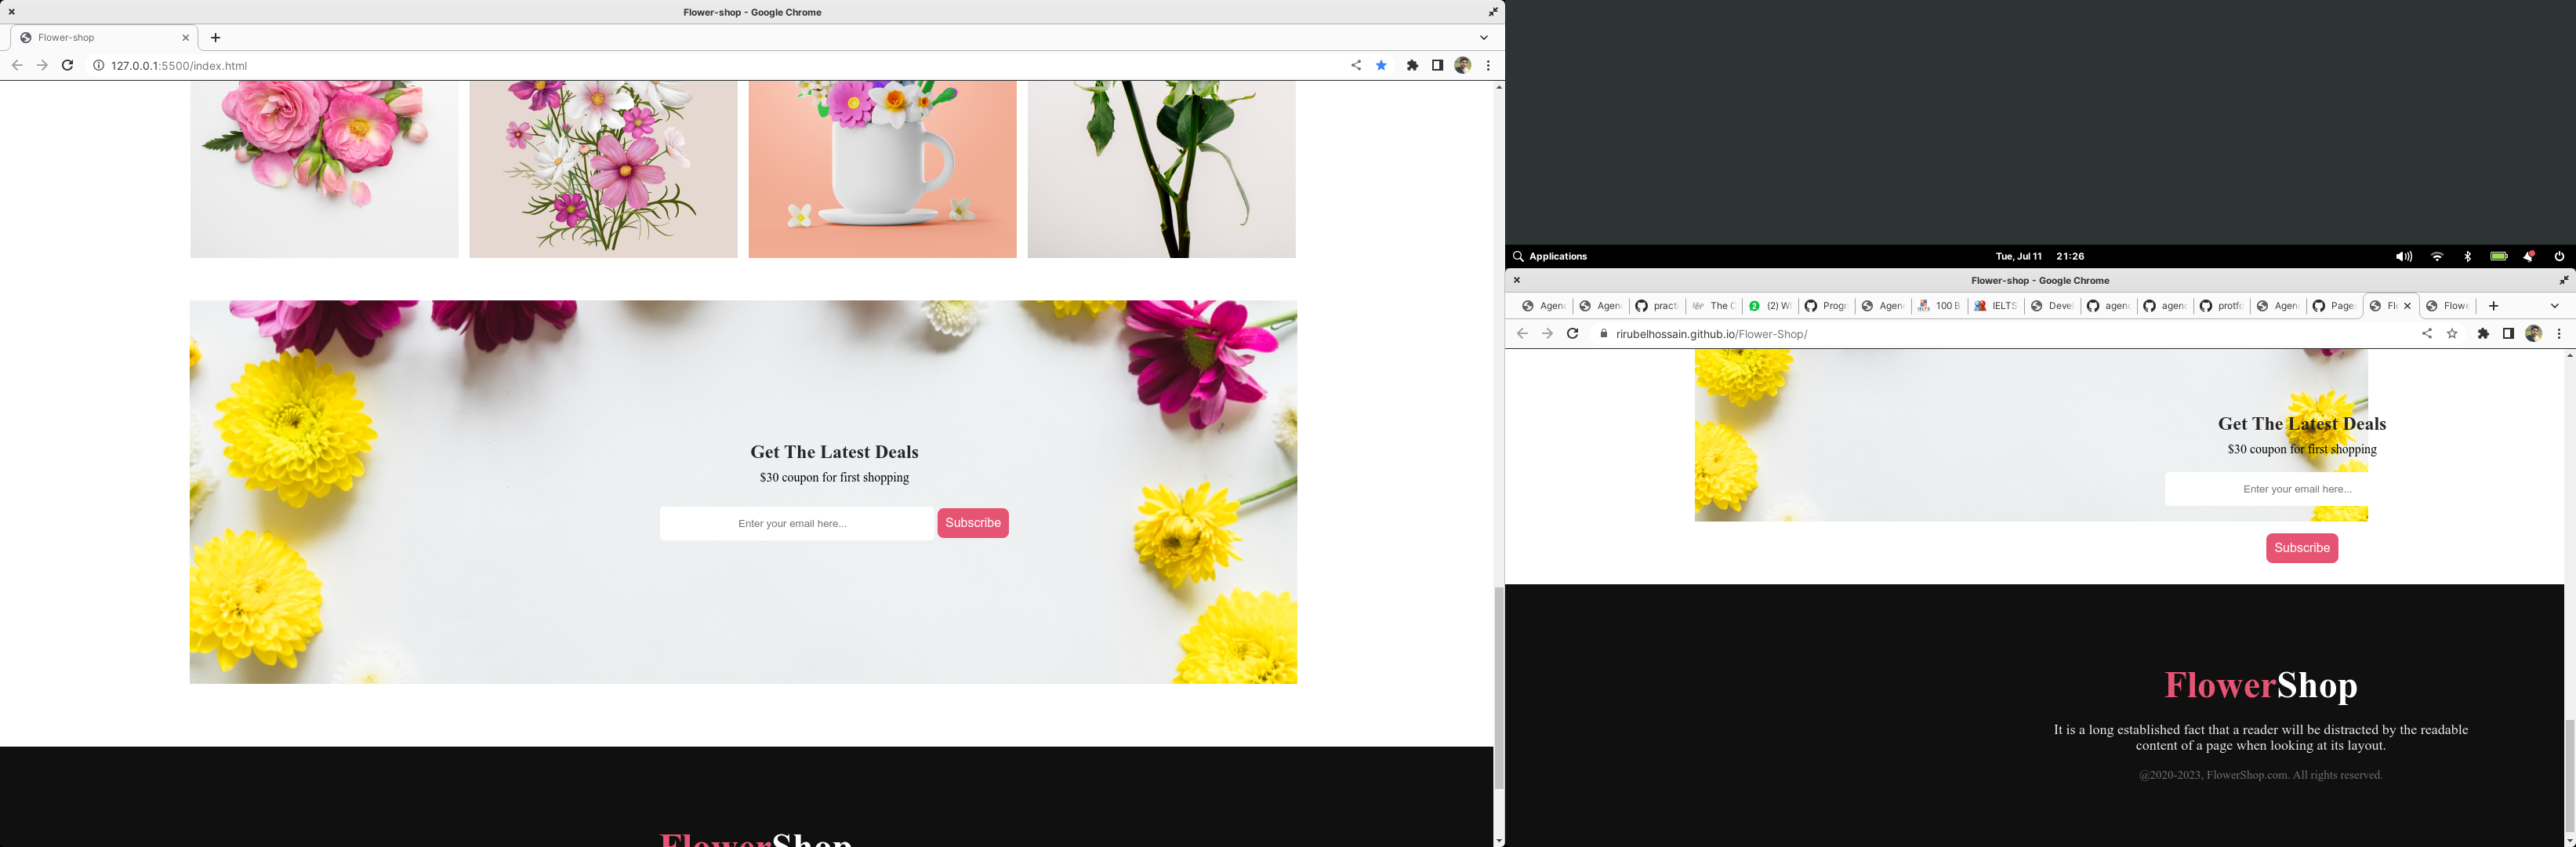 Flower-shop - Google Chrome
Flower-shop
127.0.0.1:5500/index.html
Get The Latest Deals
$30 coupon for first shopping
Enter your email here...
Subscribe
FlowerShop
Applications
Tue, Jul 11 21:26
Flower-shop - Google Chrome
Agen Agen practi The C (2) W Progr Agen 100 B IELTS Devel agen agen protfo Agen Page Fl Flowe
rirubelhossain.github.io/Flower-Shop/
Get The Latest Deals
$30 coupon for first shopping
Enter your email here...
Subscribe
FlowerShop
It is a long established fact that a reader will be distracted by the readable
content of a page when looking at its layout.
@2020-2023, FlowerShop.com. All rights reserved.